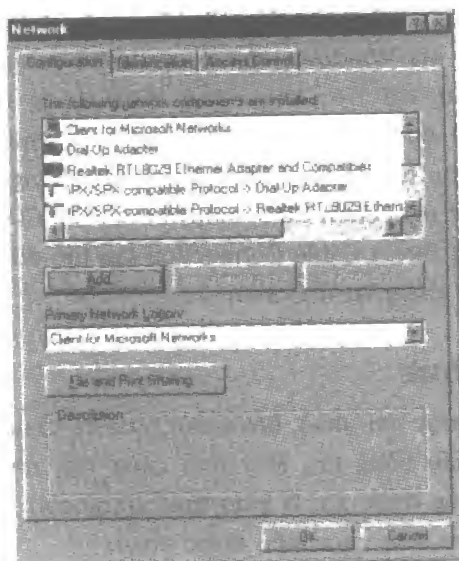 Network
Configuration Identification Access Control
The following network components are installed:
Client for Microsoft Networks
Dial-Up Adapter
Realtek RTL8029 Ethernet Adapter and Compatibles
IPX/SPX-compatible Protocol -> Dial-Up Adapter
IPX/SPX-compatible Protocol -> Realtek RTL8029 Ethern
Add...
Primary Network Logon:
Client for Microsoft Networks
File and Print Sharing...
Description
OK Cancel